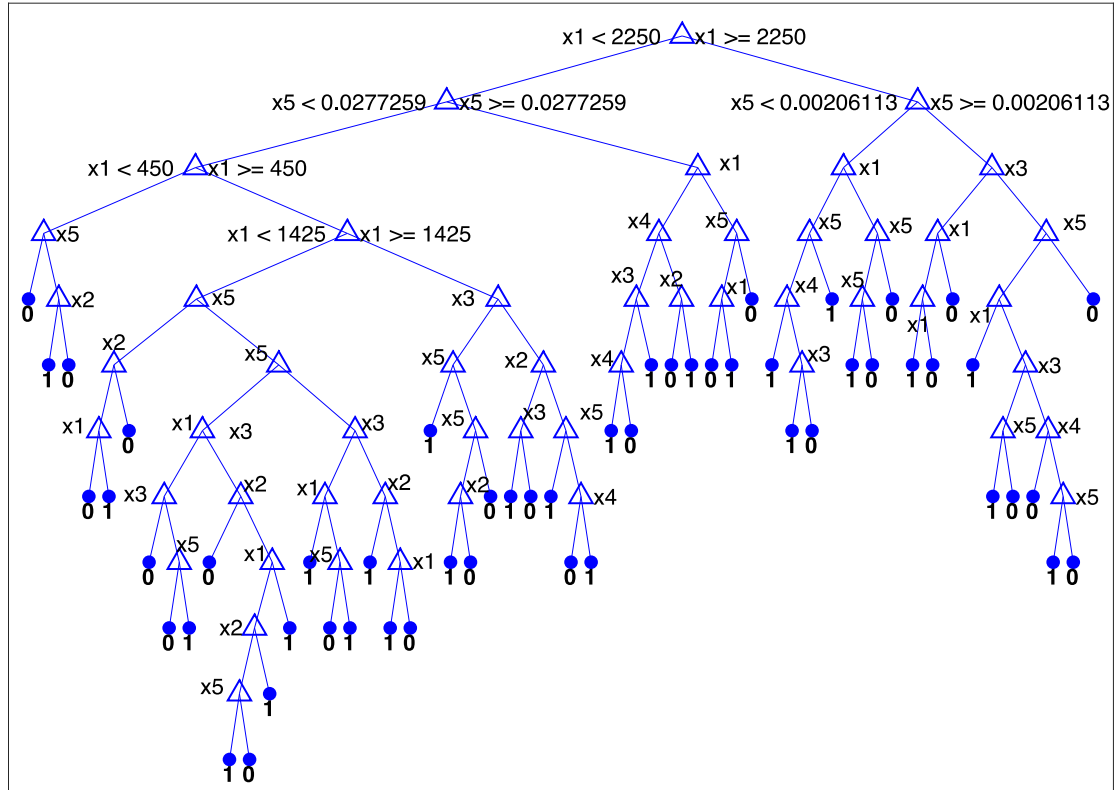 x1 < 2250 x1 >= 2250
x5 < 0.0277259 x5 >= 0.0277259 x5 < 0.00206113 x5 >= 0.00206113
x1 < 450 x1 >= 450 x1 x1 x3
x5 x1 < 1425 x1 >= 1425 x4 x5 x5 x5 x1 x5
0 x2 x5 x3 x3 x2 x1 0 x4 1 x5 0 x1 0 x1 0
1 0 x2 x5 x5 x2 x4 1 0 1 0 1 1 x3 1 0 1 0 1 x3
x1 0 x1 x3 x3 1 x5 x3 x5 1 0 1 0 x5 x4
0 1 x3 x2 x1 x2 x2 0 1 0 1 x4 1 0 0 x5
0 x5 0 x1 1 x5 1 x1 1 0 0 1 1 0
0 1 x2 1 0 1 1 0
x5 1
1 0